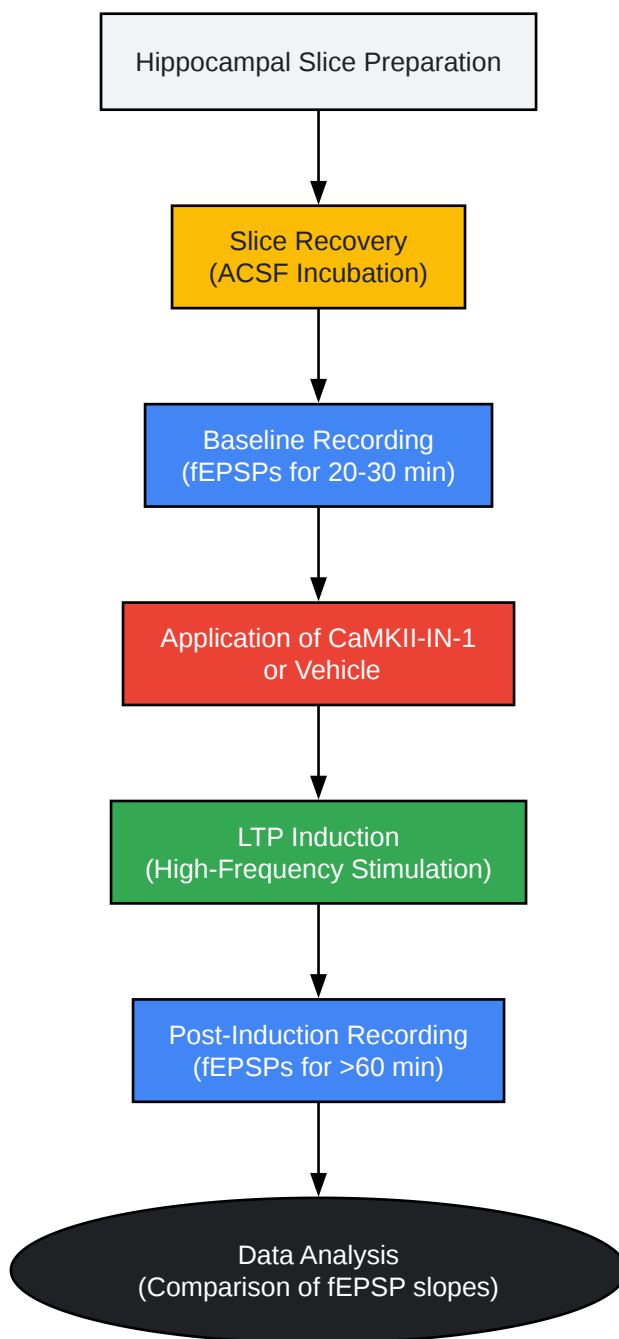 Hippocampal Slice Preparation
Slice Recovery
(ACSF Incubation)
Baseline Recording
(fEPSPs for 20-30 min)
Application of CaMKII-IN-1
or Vehicle
LTP Induction
(High-Frequency Stimulation)
Post-Induction Recording
(fEPSPs for >60 min)
Data Analysis
(Comparison of fEPSP slopes)